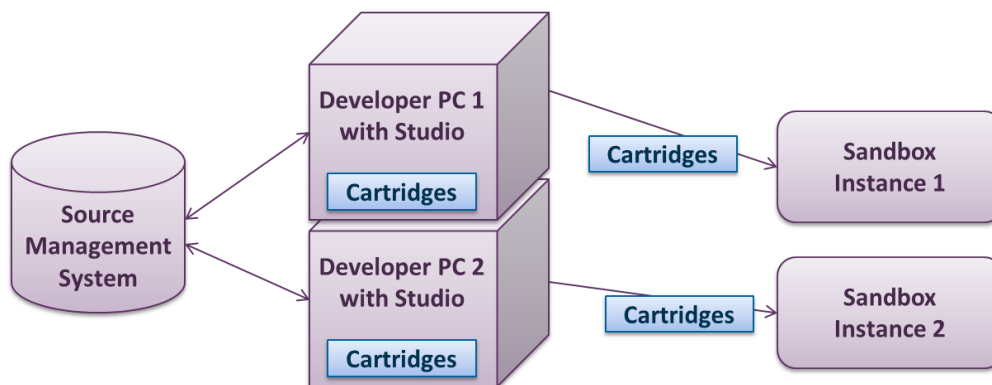 Source
Management
System
Developer PC 1
with Studio
Cartridges
Developer PC 2
with Studio
Cartridges
Cartridges
Sandbox
Instance 1
Cartridges
Sandbox
Instance 2